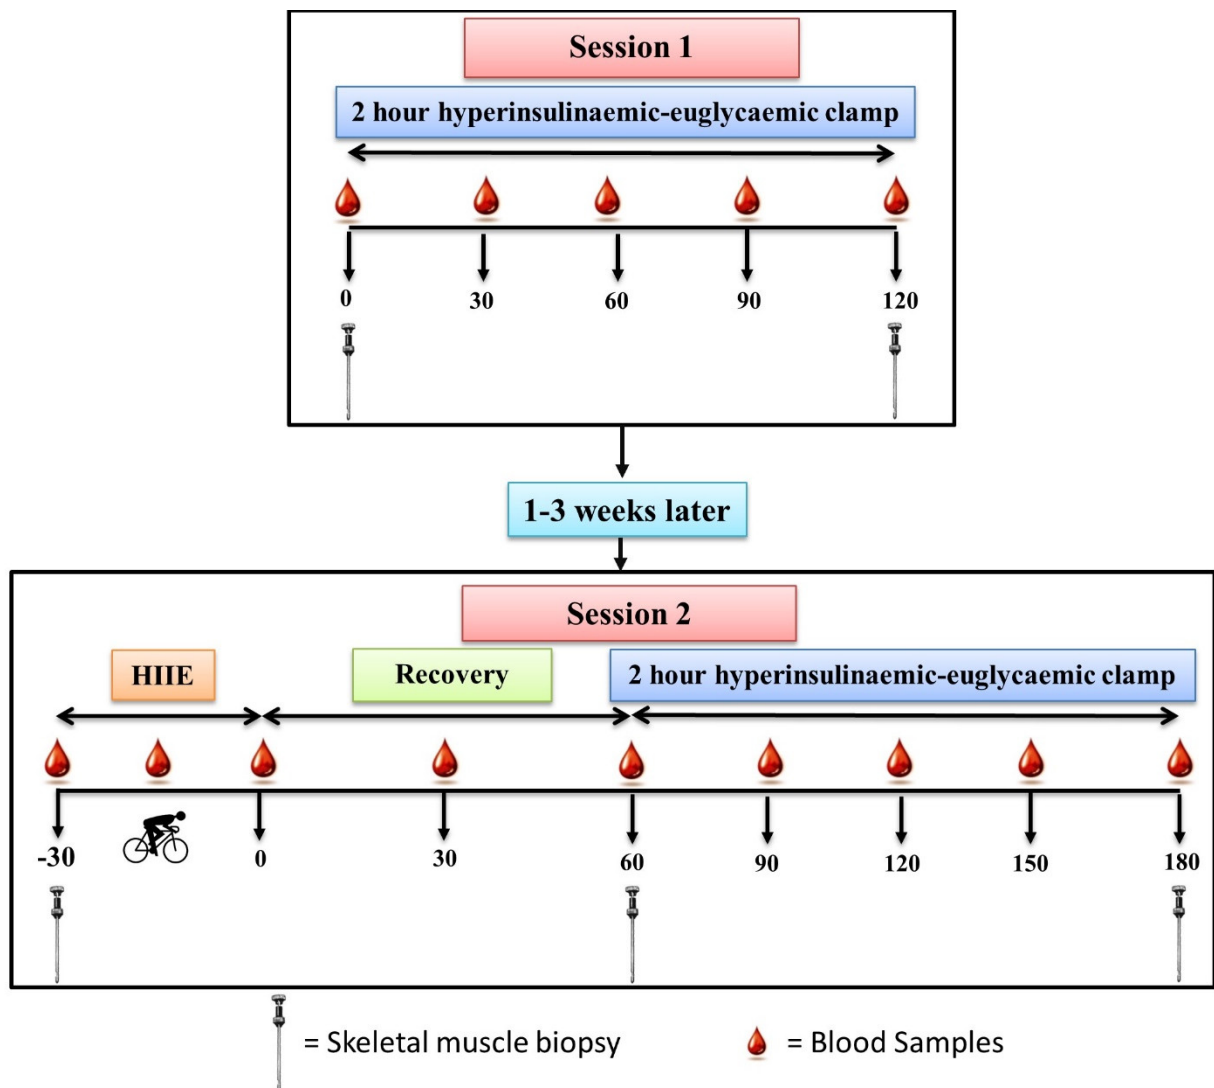 Session 1
2 hour hyperinsulinaemic-euglycaemic clamp
0 30 60 90 120
1-3 weeks later
Session 2
HIIE Recovery 2 hour hyperinsulinaemic-euglycaemic clamp
-30 0 30 60 90 120 150 180
= Skeletal muscle biopsy = Blood Samples